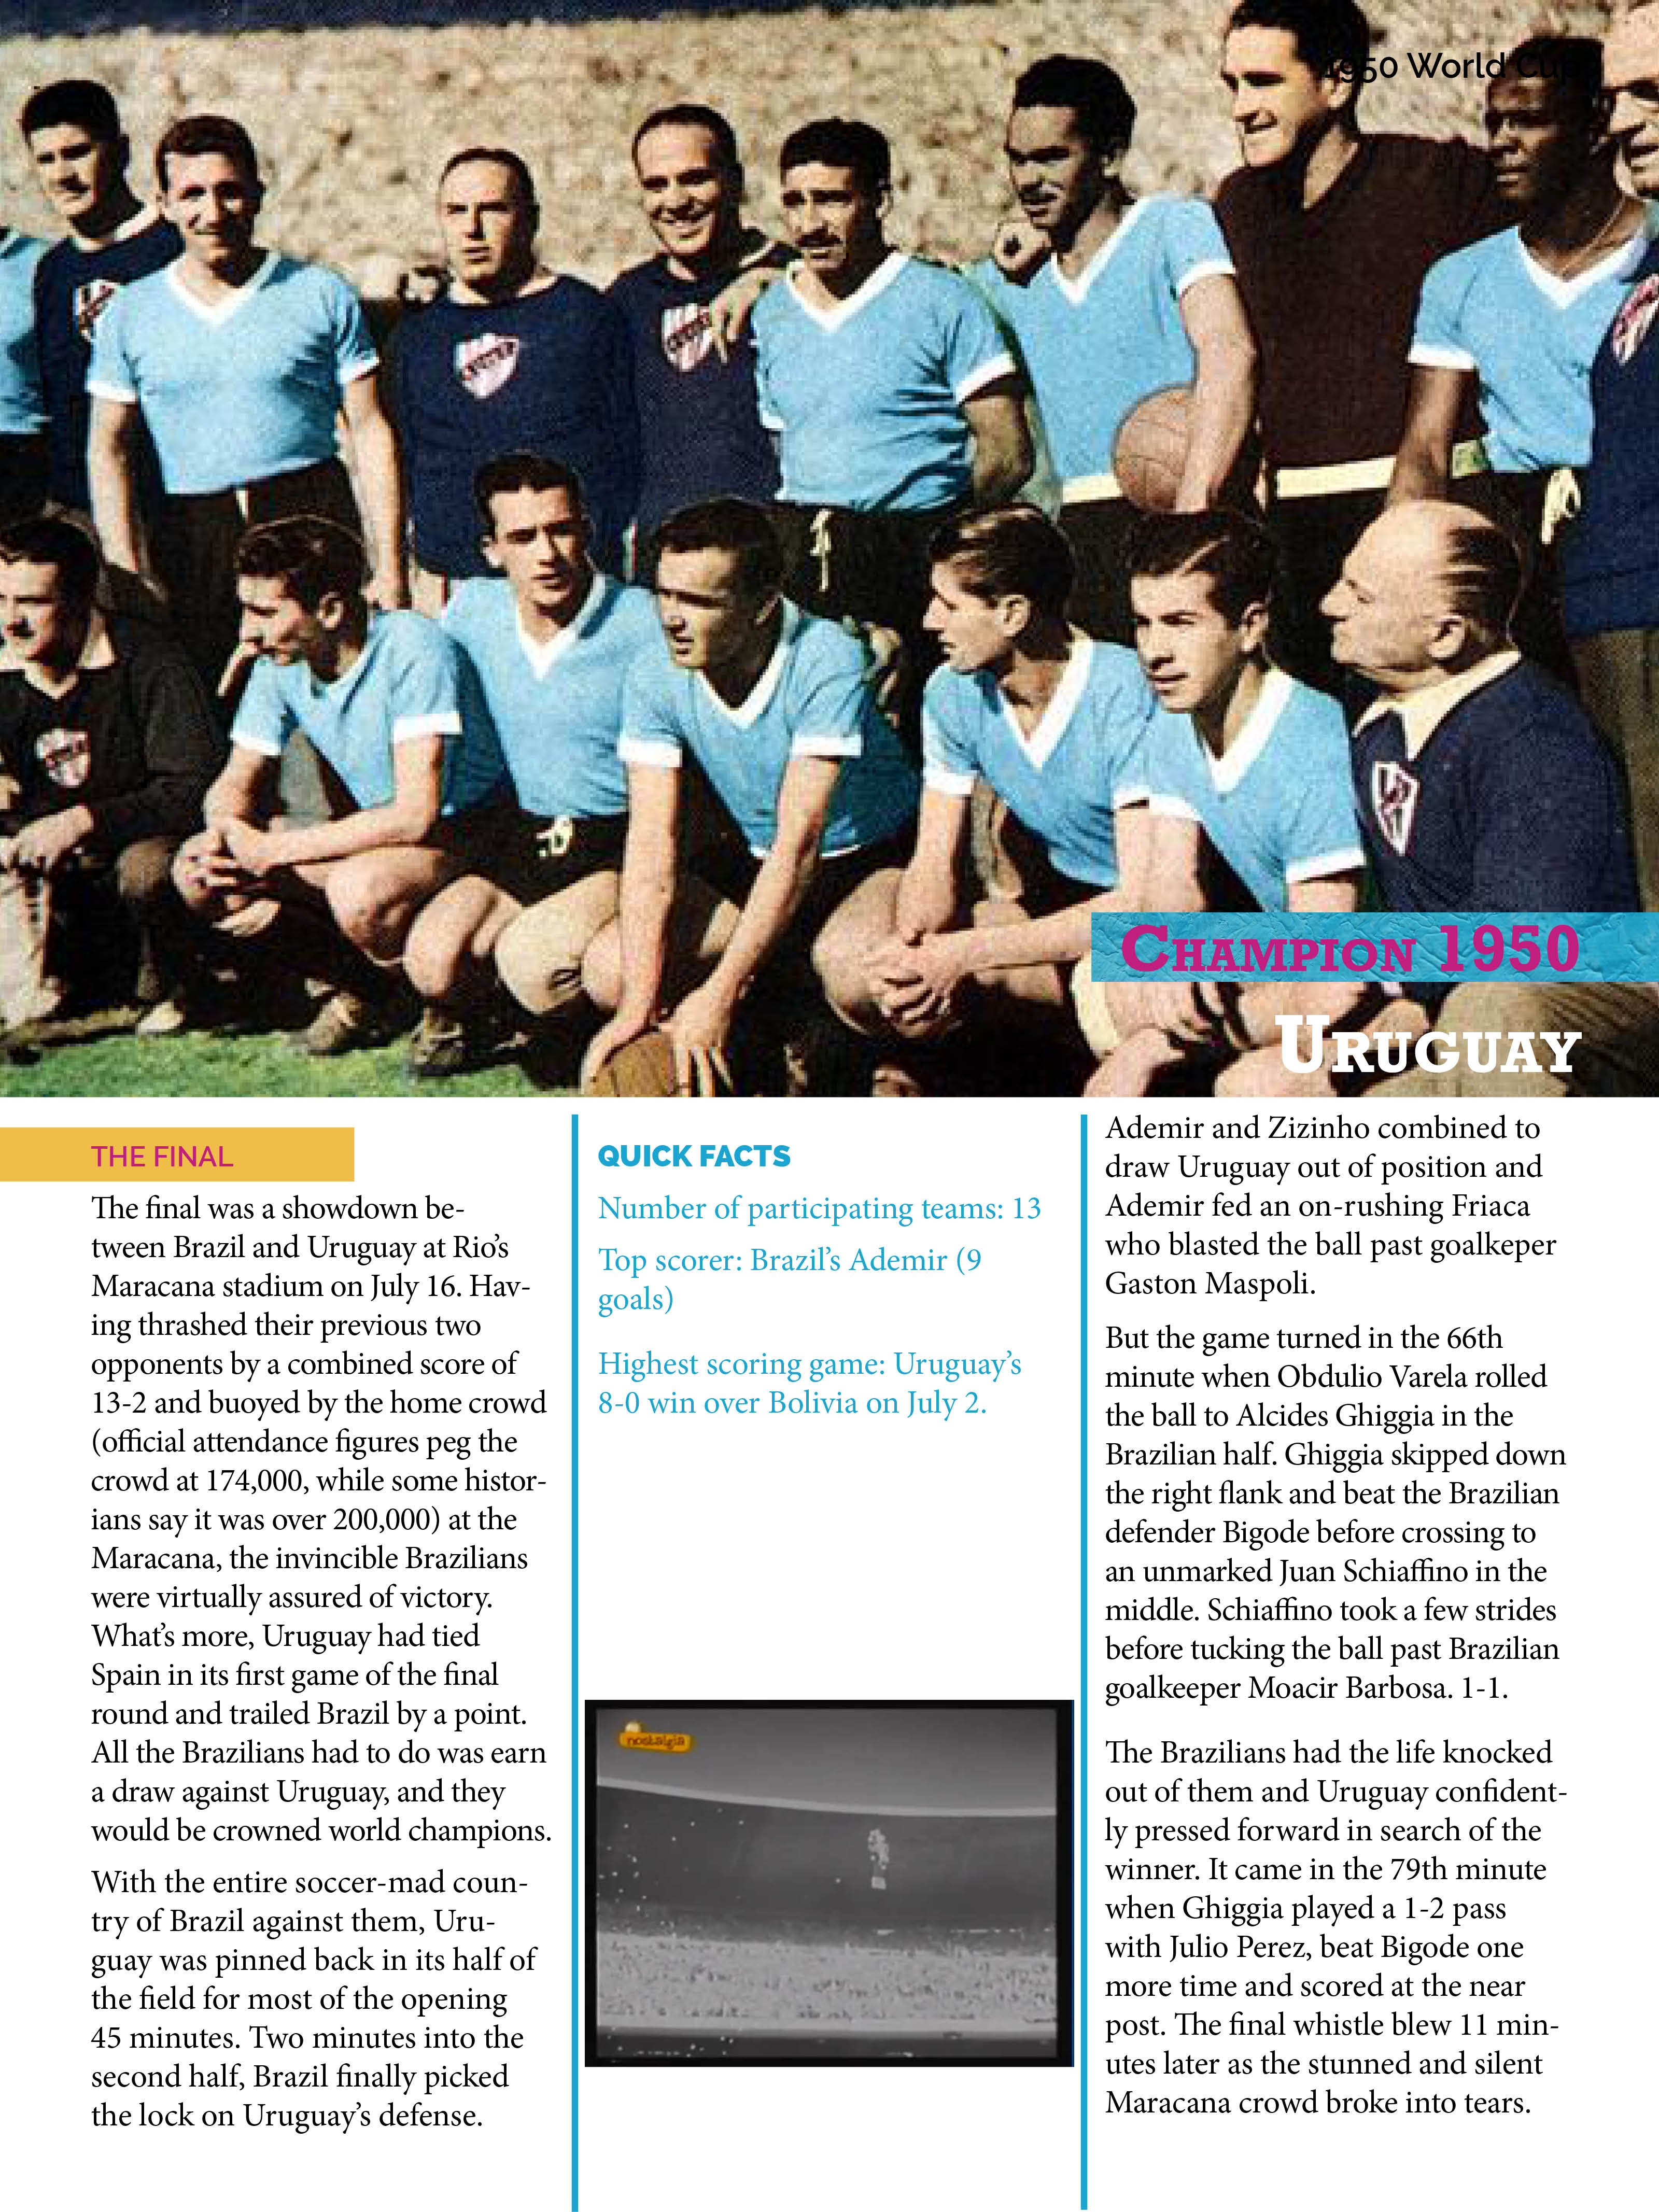 1950 World Cup
CHAMPION 1950
URUGUAY
THE FINAL
The final was a showdown be-
tween Brazil and Uruguay at Rio’s
Maracana stadium on July 16. Hav-
ing thrashed their previous two
opponents by a combined score of
13-2 and buoyed by the home crowd
(official attendance figures peg the
crowd at 174,000, while some histor-
ians say it was over 200,000) at the
Maracana, the invincible Brazilians
were virtually assured of victory.
What’s more, Uruguay had tied
Spain in its first game of the final
round and trailed Brazil by a point.
All the Brazilians had to do was earn
a draw against Uruguay, and they
would be crowned world champions.
With the entire soccer-mad coun-
try of Brazil against them, Uru-
guay was pinned back in its half of
the field for most of the opening
45 minutes. Two minutes into the
second half, Brazil finally picked
the lock on Uruguay’s defense.
QUICK FACTS
Number of participating teams: 13
Top scorer: Brazil’s Ademir (9
goals)
Highest scoring game: Uruguay’s
8-0 win over Bolivia on July 2.
nostalgia
Ademir and Zizinho combined to
draw Uruguay out of position and
Ademir fed an on-rushing Friaca
who blasted the ball past goalkeper
Gaston Maspoli.
But the game turned in the 66th
minute when Obdulio Varela rolled
the ball to Alcides Ghiggia in the
Brazilian half. Ghiggia skipped down
the right flank and beat the Brazilian
defender Bigode before crossing to
an unmarked Juan Schiaffino in the
middle. Schiaffino took a few strides
before tucking the ball past Brazilian
goalkeeper Moacir Barbosa. 1-1.
The Brazilians had the life knocked
out of them and Uruguay confident-
ly pressed forward in search of the
winner. It came in the 79th minute
when Ghiggia played a 1-2 pass
with Julio Perez, beat Bigode one
more time and scored at the near
post. The final whistle blew 11 min-
utes later as the stunned and silent
Maracana crowd broke into tears.